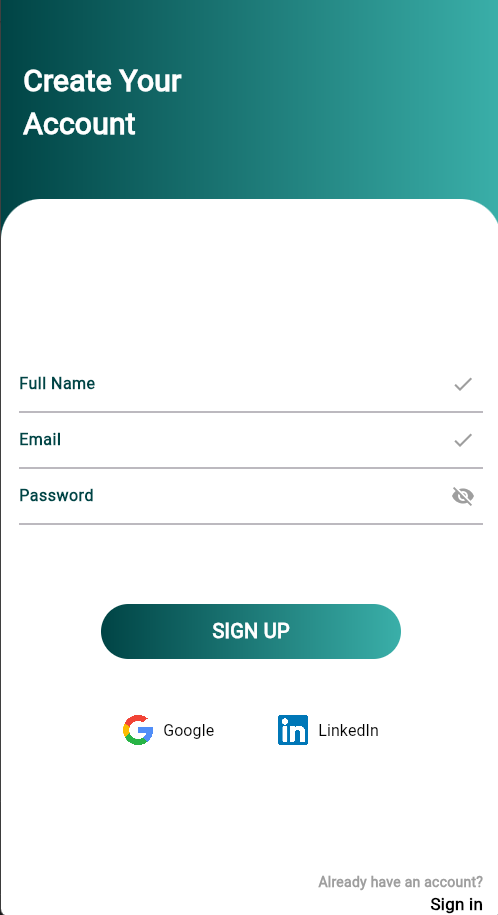 Create Your
Account
Full Name
Email
Password
SIGN UP
Google
in LinkedIn
Already have an account?
Sign in